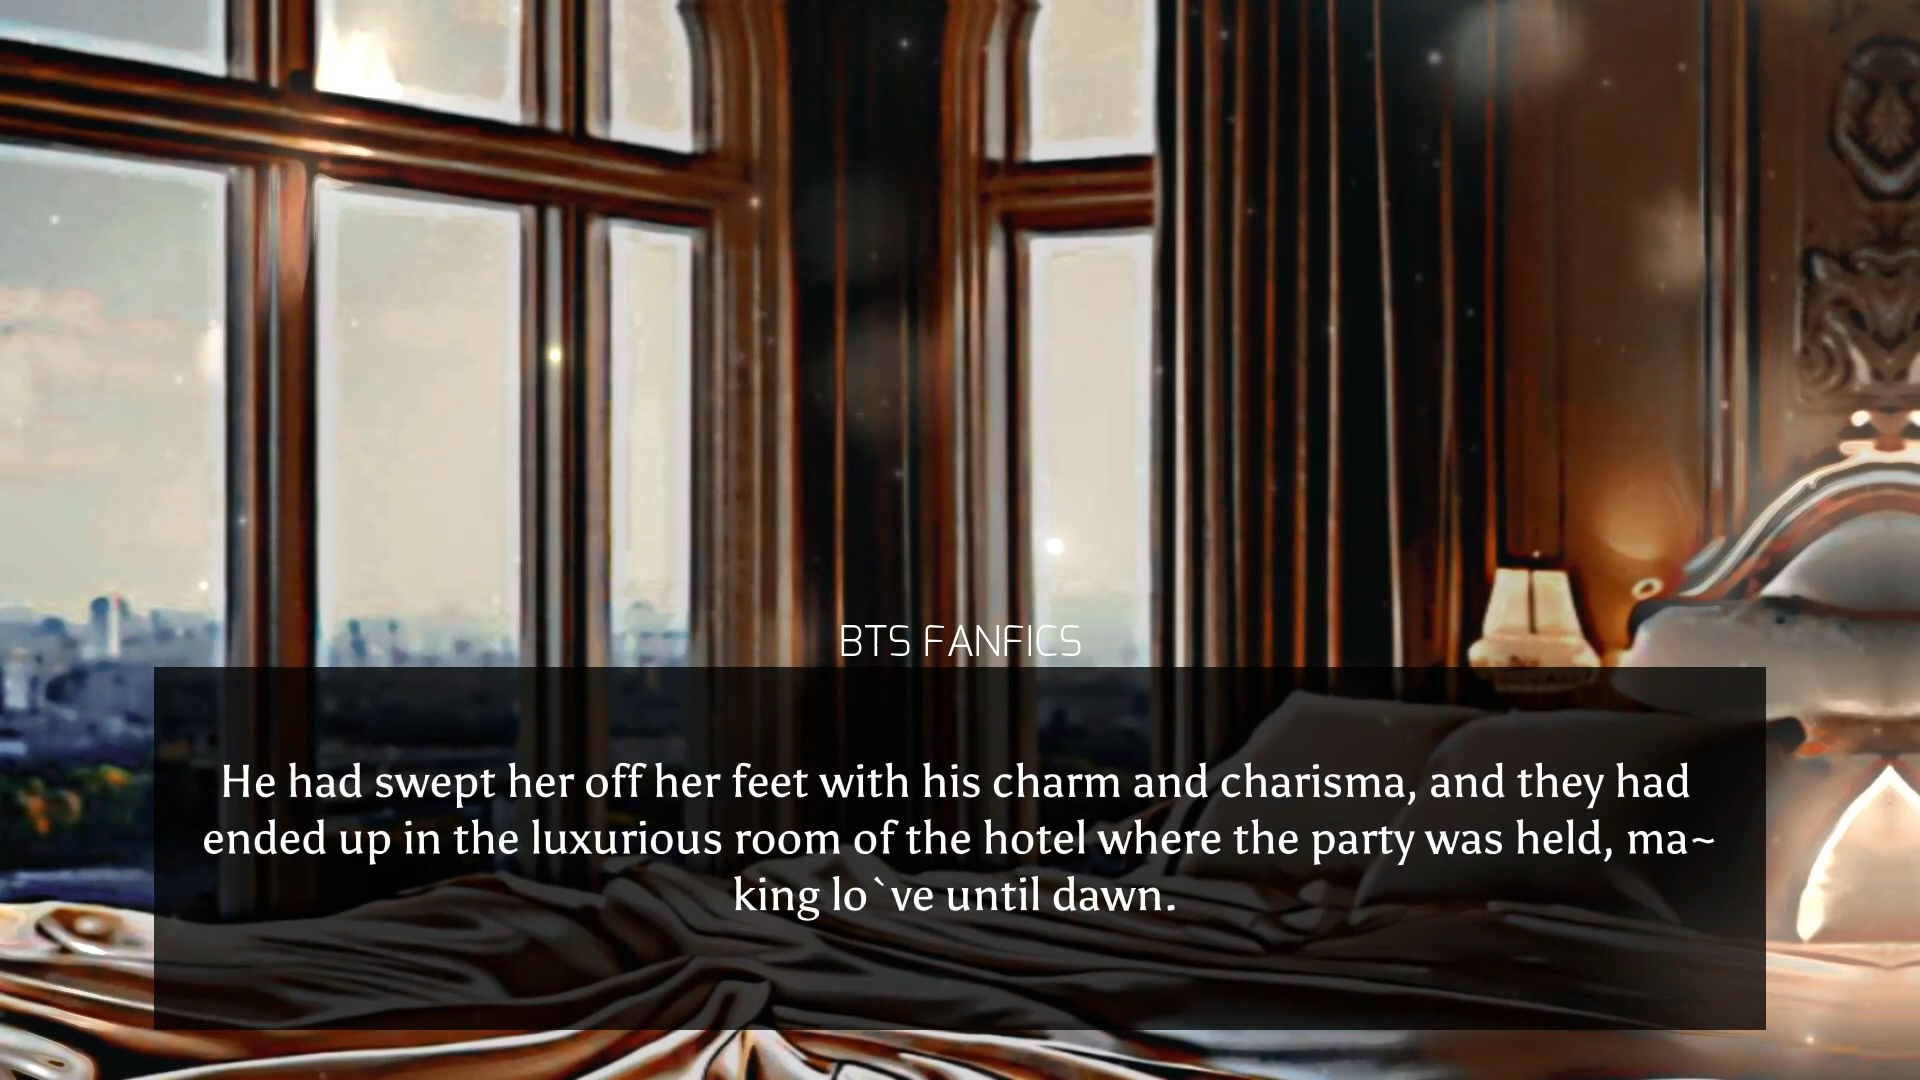 BTS FANFICS
He had swept her off her feet with his charm and charisma, and they had
ended up in the luxurious room of the hotel where the party was held, ma~
king lo`ve until dawn.